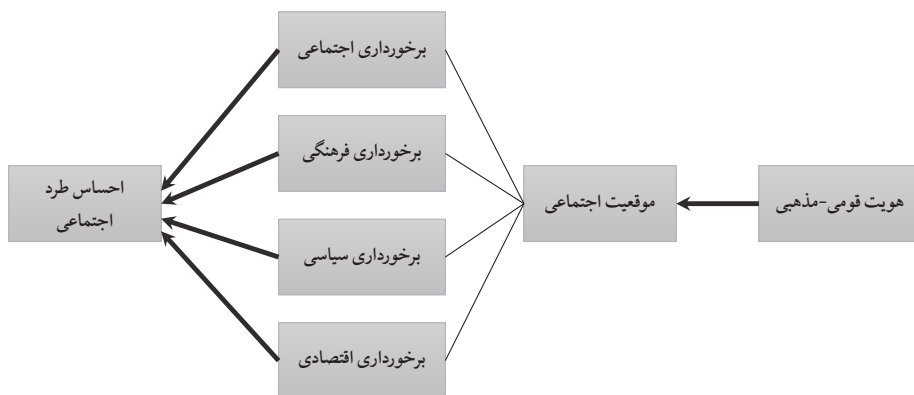 هویت قومی-مذهبی
موقعیت اجتماعی
برخورداری اجتماعی
برخورداری فرهنگی
برخورداری سیاسی
برخورداری اقتصادی
احساس طرد
اجتماعی